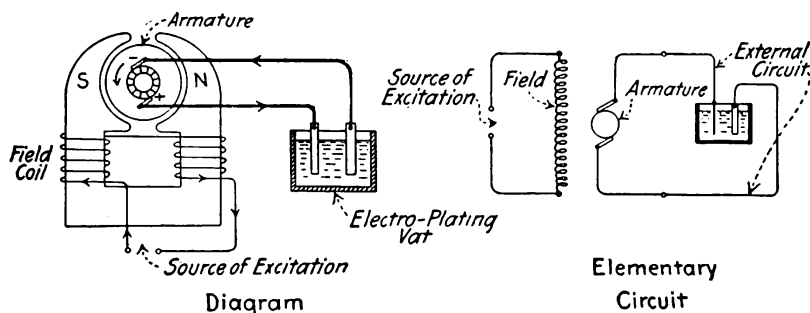 Armature
S
N
-
+
Field
Coil
Electro-Plating
Vat
Source of Excitation
Diagram
Source of
Excitation
Field
Armature
External
Circuit
Elementary
Circuit